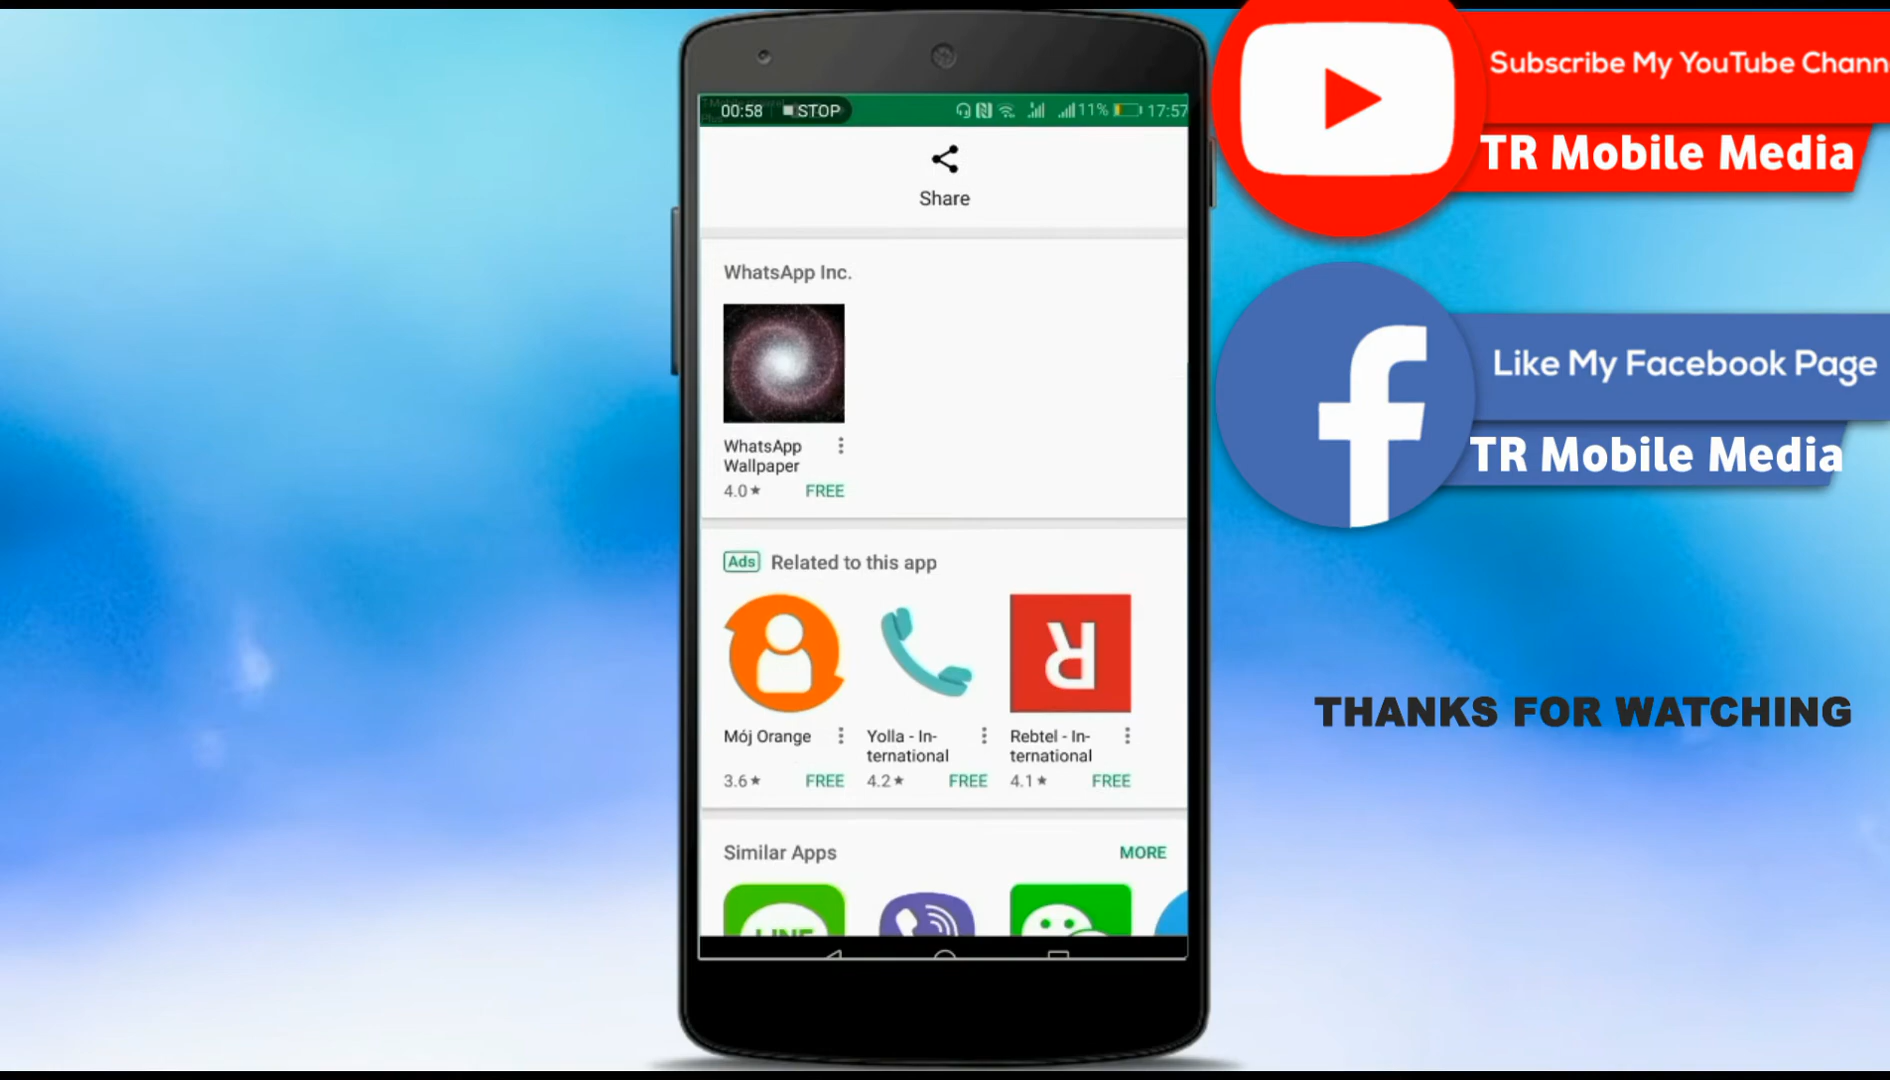 00:58 STOP 11% 17:57
Share
WhatsApp Inc.
WhatsApp
Wallpaper
4.0★ FREE
Ads Related to this app
Mój Orange
3.6★ FREE
Yolla - In-
ternational
4.2★ FREE
Rebtel - In-
ternational
4.1★ FREE
Similar Apps MORE
LINE
Subscribe My YouTube Chann
TR Mobile Media
Like My Facebook Page
TR Mobile Media
THANKS FOR WATCHING